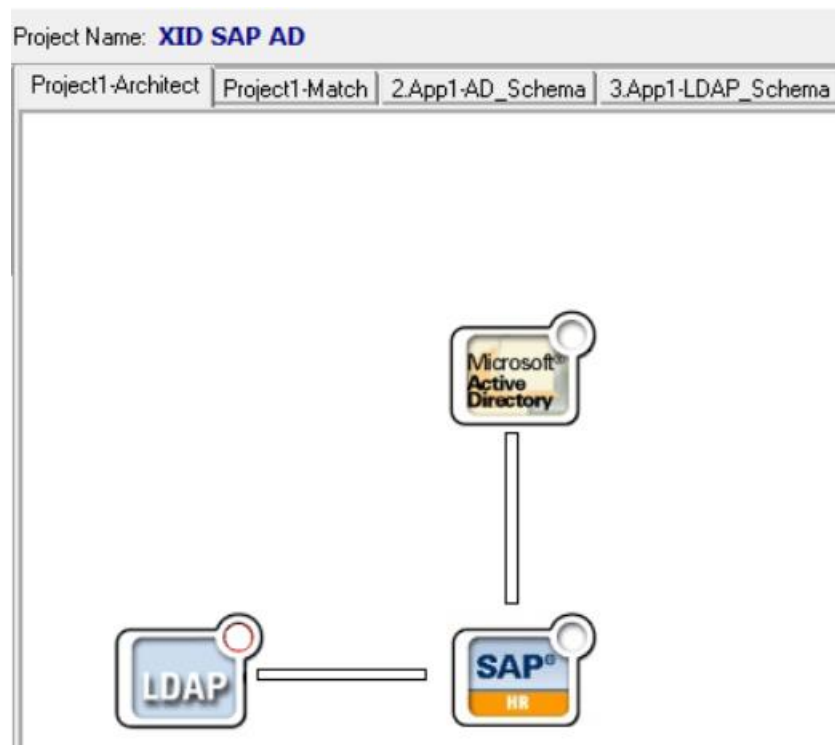 Project Name: XID SAP AD
Project1-Architect Project1-Match 2.App1-AD_Schema 3.App1-LDAP_Schema
Microsoft®
Active
Directory
LDAP
SAP®
HR